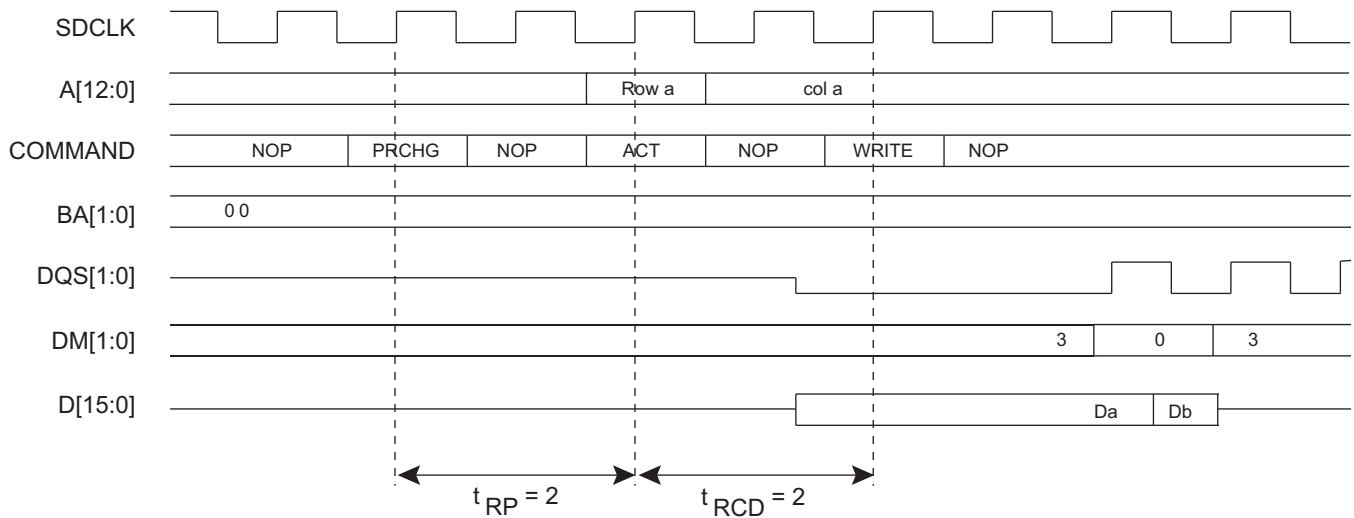 SDCLK
A[12:0] Row a col a
COMMAND NOP PRCHG NOP ACT NOP WRITE NOP
BA[1:0] 0 0
DQS[1:0]
DM[1:0] 3 0 3
D[15:0] Da Db
t RP = 2 t RCD = 2